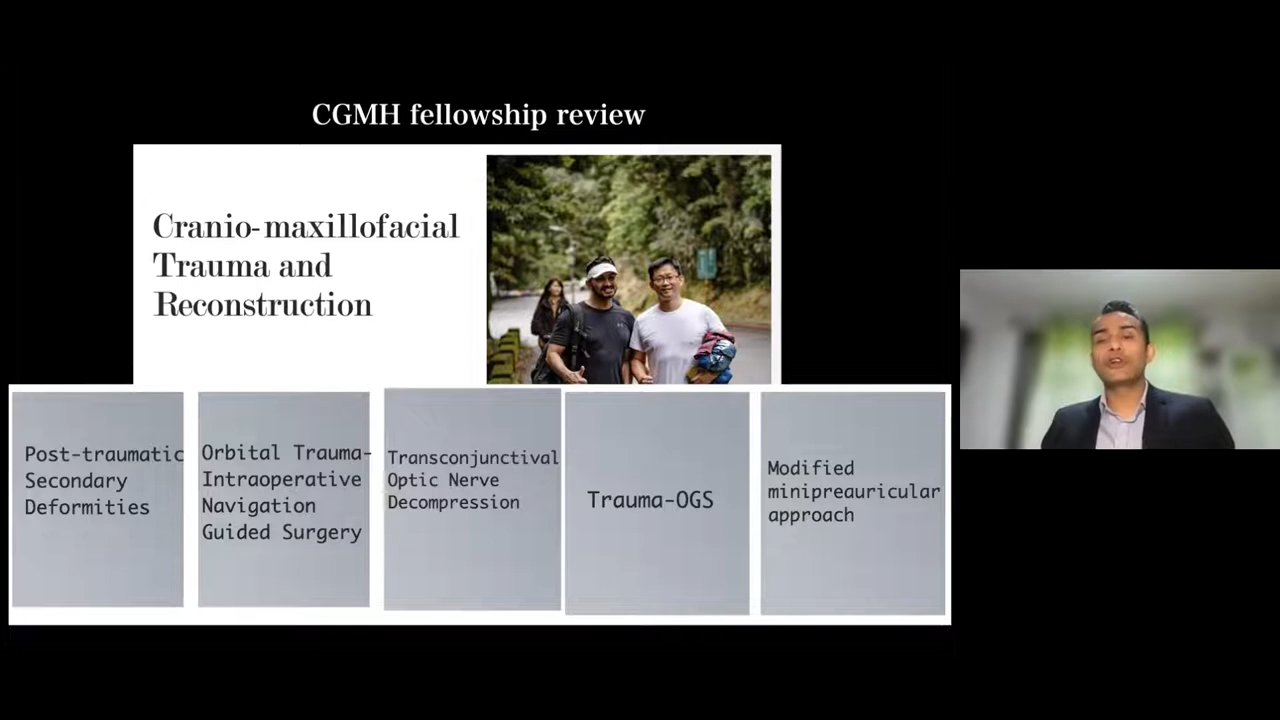 CGMH fellowship review
Cranio-maxillofacial
Trauma and
Reconstruction
Post-traumatic
Secondary
Deformities
Orbital Trauma-
Intraoperative
Navigation
Guided Surgery
Transconjunctival
Optic Nerve
Decompression
Trauma-OGS
Modified
minipreauricular
approach